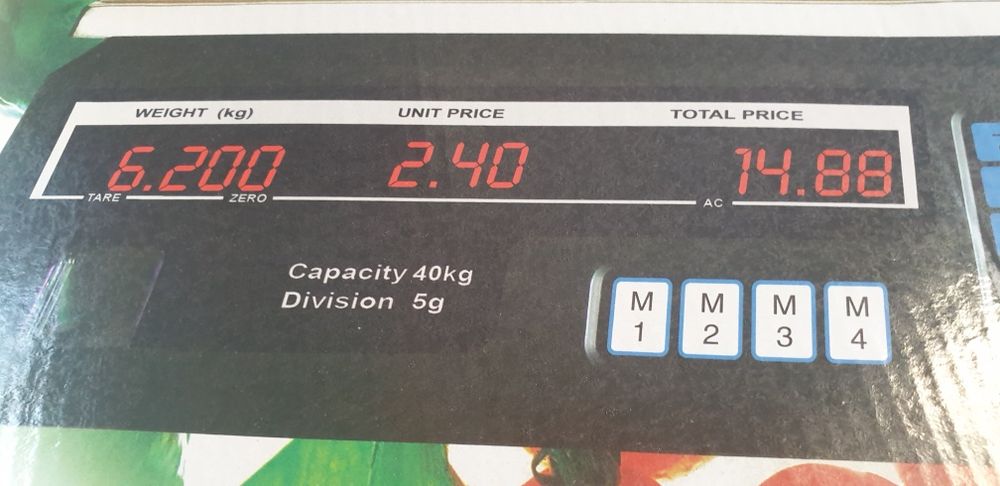 WEIGHT (kg) UNIT PRICE TOTAL PRICE
6.200 2.40 14.88
TARE ZERO AC
Capacity 40kg
Division 5g
M M M M
1 2 3 4